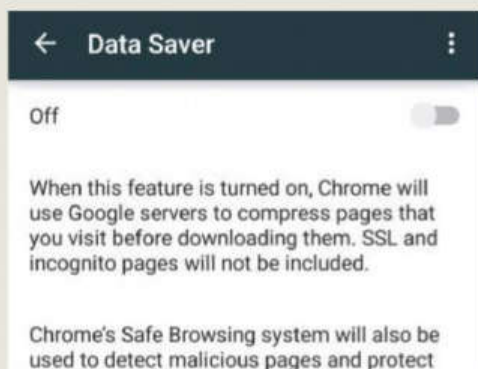 Data Saver
Off
When this feature is turned on, Chrome will
use Google servers to compress pages that
you visit before downloading them. SSL and
incognito pages will not be included.
Chrome's Safe Browsing system will also be
used to detect malicious pages and protect